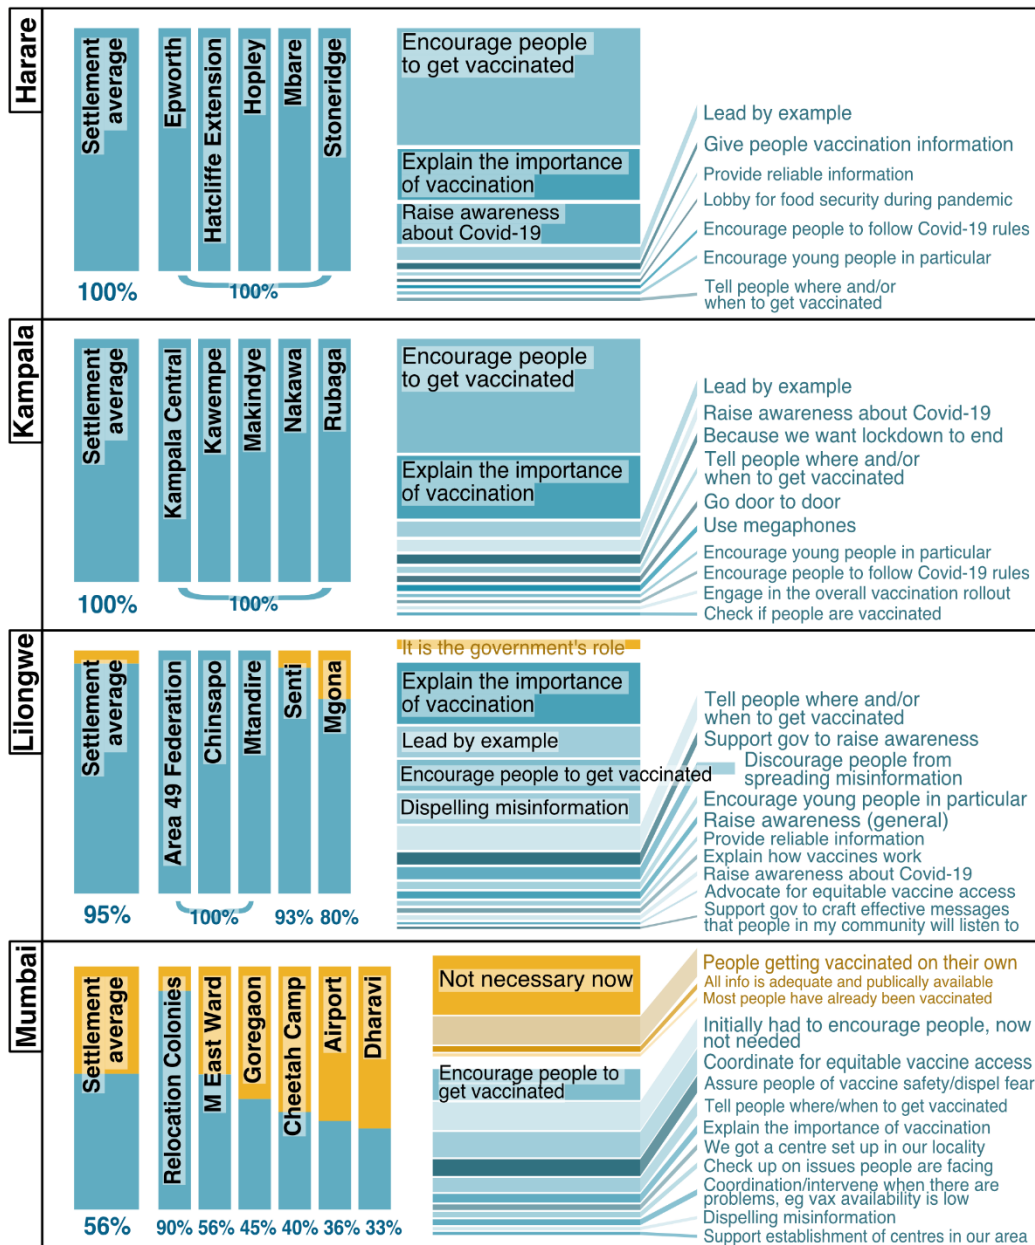 Harare
Settlement
average
Epworth
Hatcliffe Extension
Hopley
Mbare
Stoneridge
100%
100%
Encourage people
to get vaccinated
Explain the importance
of vaccination
Raise awareness
about Covid-19
Lead by example
Give people vaccination information
Provide reliable information
Lobby for food security during pandemic
Encourage people to follow Covid-19 rules
Encourage young people in particular
Tell people where and/or
when to get vaccinated
Kampala
Settlement
average
Kampala Central
Kawempe
Makindye
Nakawa
Rubaga
100%
100%
Encourage people
to get vaccinated
Explain the importance
of vaccination
Lead by example
Raise awareness about Covid-19
Because we want lockdown to end
Tell people where and/or
when to get vaccinated
Go door to door
Use megaphones
Encourage young people in particular
Encourage people to follow Covid-19 rules
Engage in the overall vaccination rollout
Check if people are vaccinated
Lilongwe
Settlement
average
Area 49 Federation
Chinsapo
Mtandire
Senti
Mgona
95%
100%
93%
80%
It is the government's role
Explain the importance
of vaccination
Lead by example
Encourage people to get vaccinated
Dispelling misinformation
Tell people where and/or
when to get vaccinated
Support gov to raise awareness
Discourage people from
spreading misinformation
Encourage young people in particular
Raise awareness (general)
Provide reliable information
Explain how vaccines work
Raise awareness about Covid-19
Advocate for equitable vaccine access
Support gov to craft effective messages
that people in my community will listen to
Mumbai
Settlement
average
Relocation Colonies
M East Ward
Goregaon
Cheetah Camp
Airport
Dharavi
56%
90%
56%
45%
40%
36%
33%
Not necessary now
Encourage people to
get vaccinated
People getting vaccinated on their own
All info is adequate and publically available
Most people have already been vaccinated
Initially had to encourage people, now
not needed
Coordinate for equitable vaccine access
Assure people of vaccine safety/dispel fear
Tell people where/when to get vaccinated
Explain the importance of vaccination
We got a centre set up in our locality
Check up on issues people are facing
Coordination/intervene when there are
problems, eg vax availability is low
Dispelling misinformation
Support establishment of centres in our area